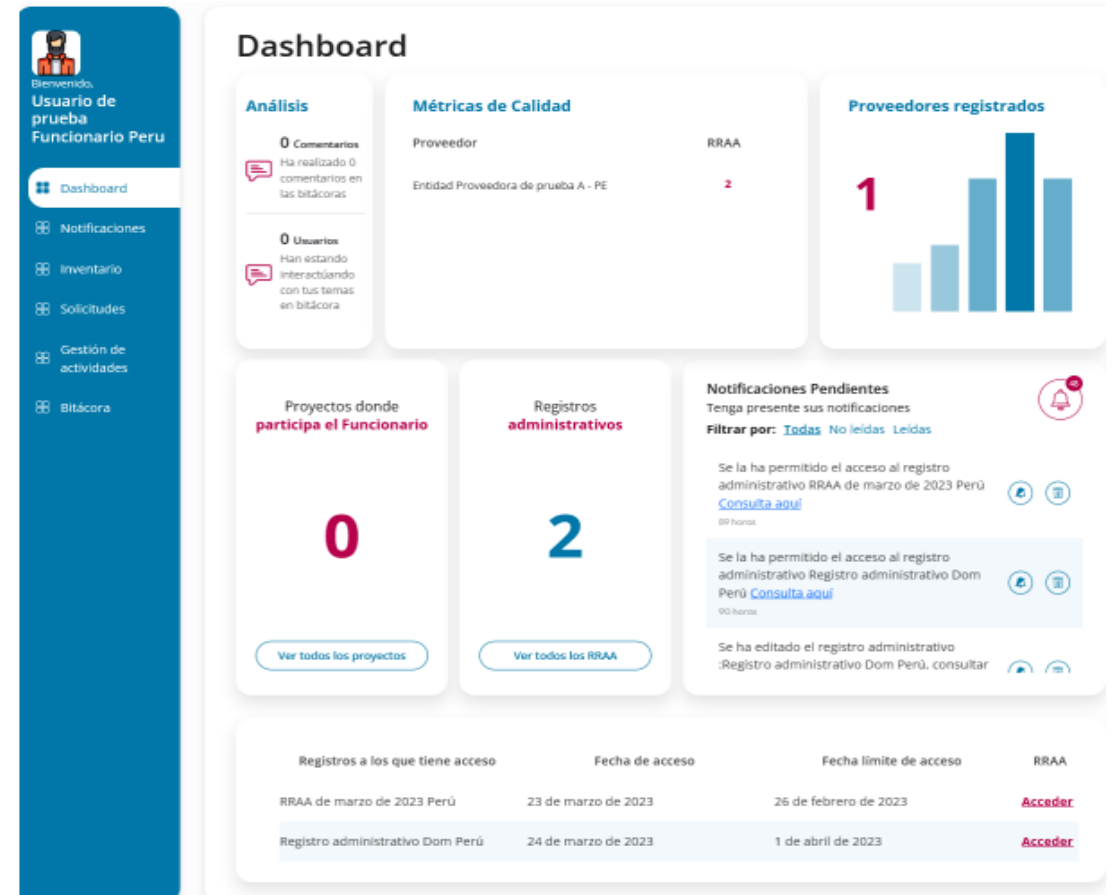 Bienvenido,
Usuario de
prueba
Funcionario Peru
Dashboard
Notificaciones
Inventario
Solicitudes
Gestión de
actividades
Bitácora
Dashboard
Análisis
0 Comentarios
Ha realizado 0
comentarios en
las bitácoras
0 Usuarios
Han estando
interactúando
con tus temas
en bitácora
Métricas de Calidad
Proveedor RRAA
Entidad Proveedora de prueba A - PE 2
Proveedores registrados
1
Proyectos donde
participa el Funcionario
0
Ver todos los proyectos
Registros
administrativos
2
Ver todos los RRAA
Notificaciones Pendientes
Tenga presente sus notificaciones
Filtrar por: Todas No leídas Leídas
Se la ha permitido el acceso al registro
administrativo RRAA de marzo de 2023 Perú
Consulta aquí
89 horas
Se la ha permitido el acceso al registro
administrativo Registro administrativo Dom
Perú Consulta aquí
90 horas
Se ha editado el registro administrativo
:Registro administrativo Dom Perú, consultar
Registros a los que tiene acceso Fecha de acceso Fecha límite de acceso RRAA
RRAA de marzo de 2023 Perú 23 de marzo de 2023 26 de febrero de 2023 Acceder
Registro administrativo Dom Perú 24 de marzo de 2023 1 de abril de 2023 Acceder